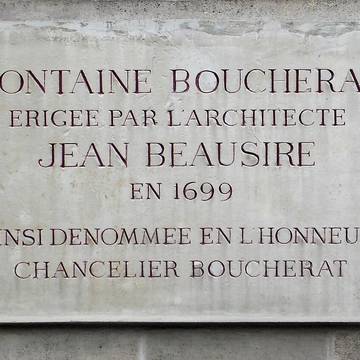 ONTAINE BOUCHERA
ERIGEE PAR L'ARCHITECTE
JEAN BEAUSIRE
EN 1699
INSI DENOMMEE EN L'HONNEU
CHANCELIER BOUCHERAT